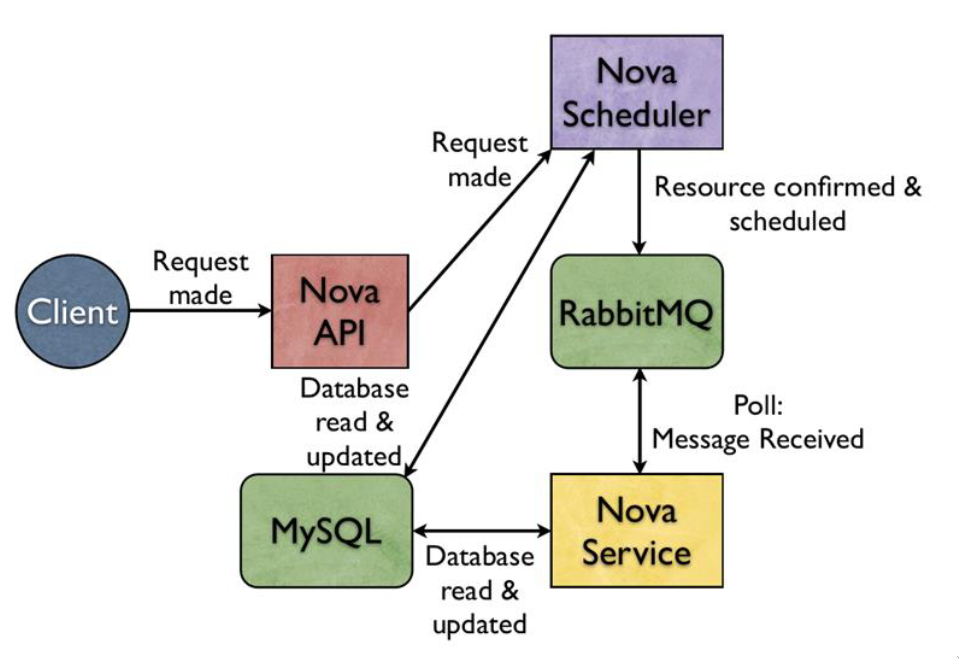 Nova
Scheduler
Request
made
Resource confirmed &
scheduled
Request
made
Client
Nova
API
RabbitMQ
Database
read &
updated
Poll:
Message Received
MySQL
Nova
Service
Database
read &
updated